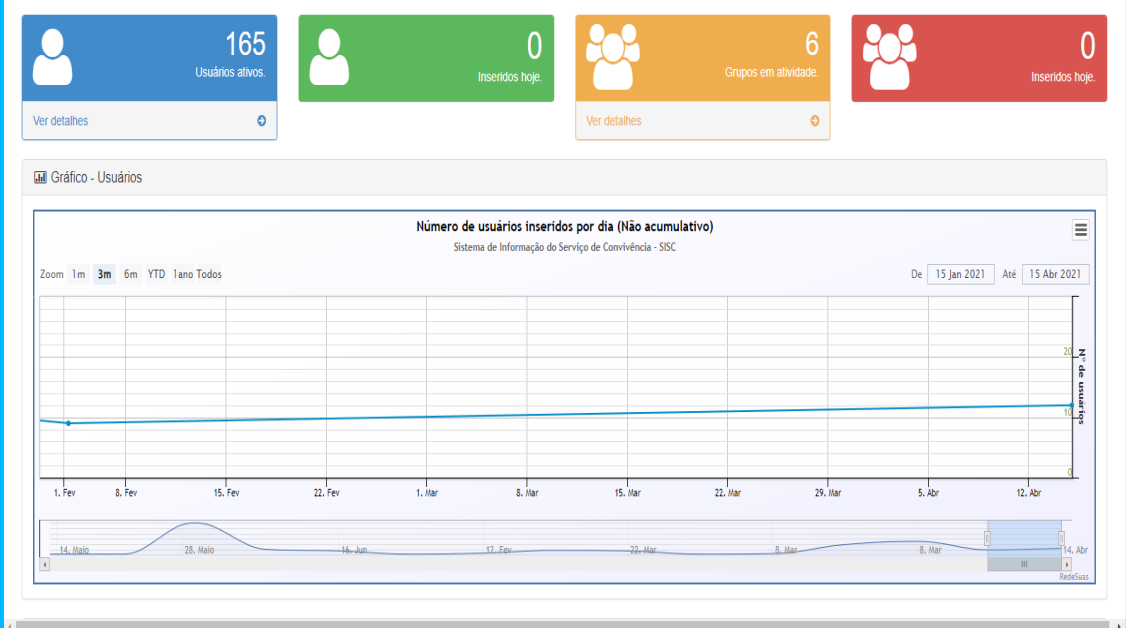 165
Usuários ativos.
Ver detalhes
0
Inseridos hoje.
6
Grupos em atividade.
Ver detalhes
0
Inseridos hoje.
Gráfico - Usuários
Número de usuários inseridos por dia (Não acumulativo)
Sistema de Informação do Serviço de Convivência - SISC
Zoom 1m 3m 6m YTD 1ano Todos
De 15 Jan 2021 Até 15 Abr 2021
20
10
0
Nº de usuários
1. Fev 8. Fev 15. Fev 22. Fev 1. Mar 8. Mar 15. Mar 22. Mar 29. Mar 5. Abr 12. Abr
14. Maio 28. Maio 16. Jun 12. Fev 22. Mar 8. Mar 8. Mar 14. Abr
RedeSuas